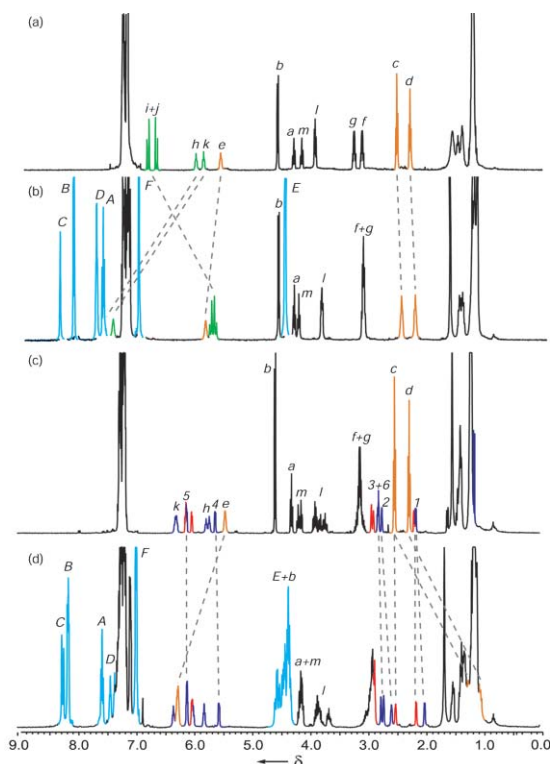 (a)
b
c
d
i+j
h
k
e
a
m
l
g
f
(b)
C
B
D
A
F
b
E
a
m
l
f+g
(c)
b
c
d
k
5
h
4
e
a
m
l
f+g
3+6
2
1
(d)
C
B
A
D
F
E+b
a+m
l
9.0 8.0 7.0 6.0 5.0 4.0 3.0 2.0 1.0 0.0
← δ